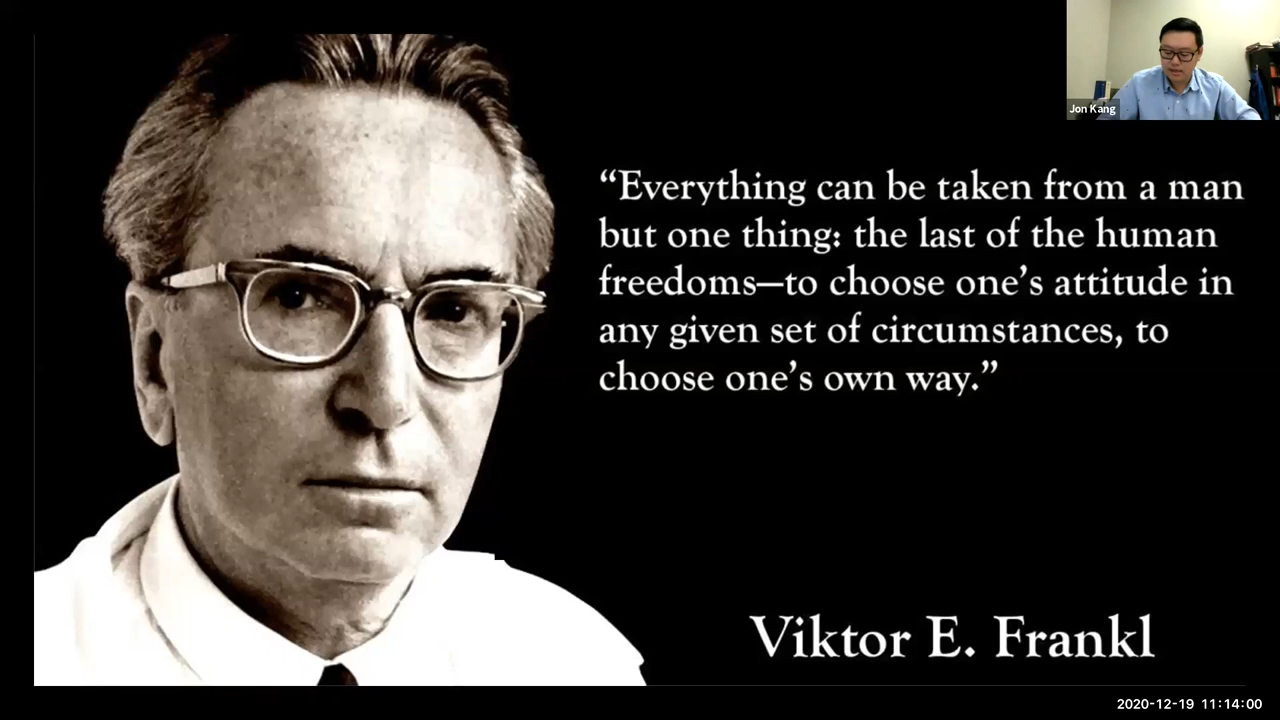 Jon Kang
“Everything can be taken from a man
but one thing: the last of the human
freedoms—to choose one’s attitude in
any given set of circumstances, to
choose one’s own way.”
Viktor E. Frankl
2020-12-19 11:14:00